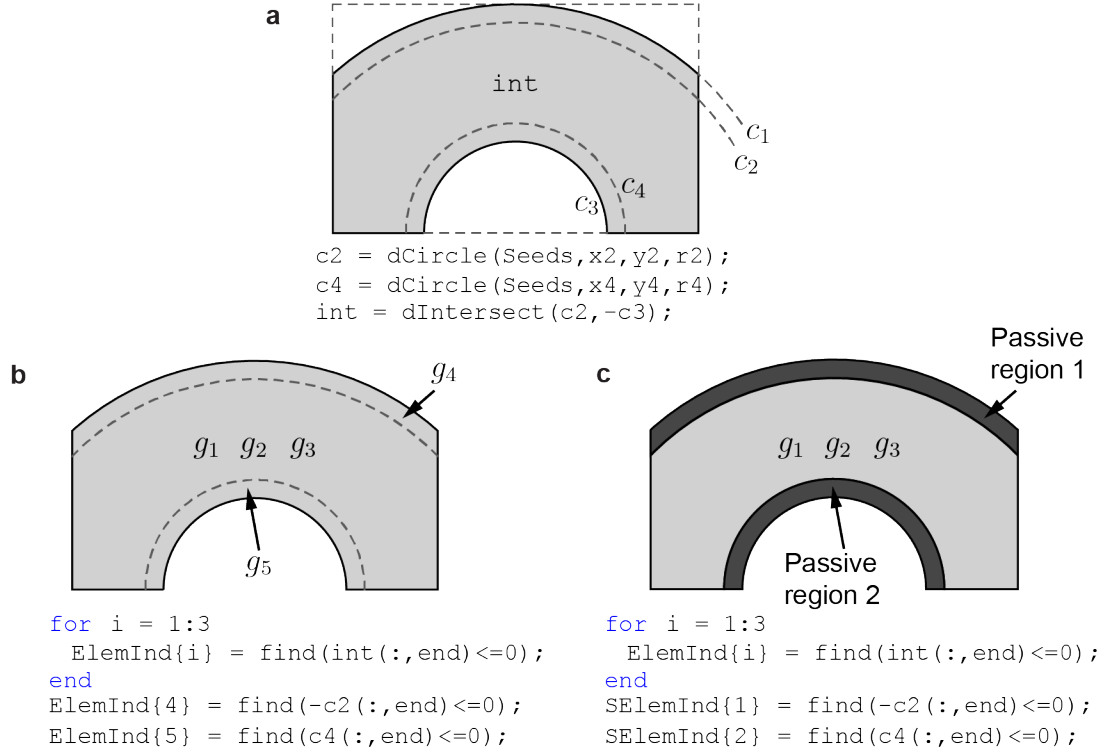 a
int
c1
c2
c4
c3
c2 = dCircle(Seeds,x2,y2,r2);
c4 = dCircle(Seeds,x4,y4,r4);
int = dIntersect(c2,-c3);
b
g4
g1 g2 g3
g5
for i = 1:3
ElemInd{i} = find(int(:,end)<=0);
end
ElemInd{4} = find(-c2(:,end)<=0);
ElemInd{5} = find(c4(:,end)<=0);
c
Passive
region 1
g1 g2 g3
Passive
region 2
for i = 1:3
ElemInd{i} = find(int(:,end)<=0);
end
SElemInd{1} = find(-c2(:,end)<=0);
SElemInd{2} = find(c4(:,end)<=0);